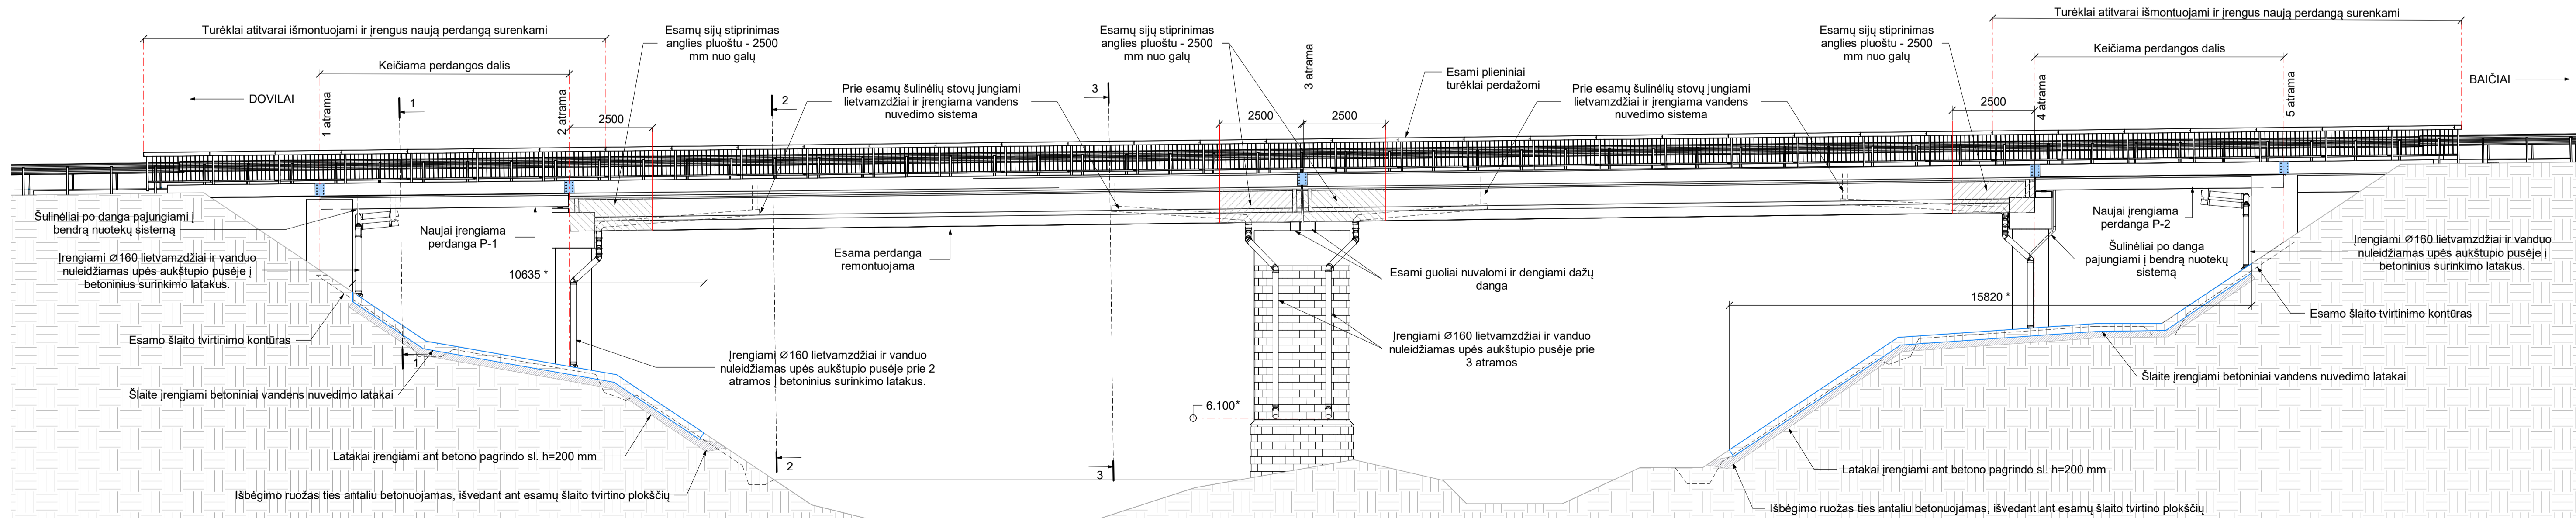 Turėklai atitvarai išmontuojami ir įrengus naują perdangą surenkami
Keičiama perdangos dalis
DOVILAI
1 atrama
2 atrama
1
2500
Esamų sijų stiprinimas
anglies pluoštu - 2500
mm nuo galų
2
Prie esamų šulinėlių stovų jungiami
lietvamzdžiai ir įrengiama vandens
nuvedimo sistema
3
Esamų sijų stiprinimas
anglies pluoštu - 2500
mm nuo galų
2500
2500
3 atrama
Esami plieniniai
turėklai perdažomi
Prie esamų šulinėlių stovų jungiami
lietvamzdžiai ir įrengiama vandens
nuvedimo sistema
Esamų sijų stiprinimas
anglies pluoštu - 2500
mm nuo galų
2500
Turėklai atitvarai išmontuojami ir įrengus naują perdangą surenkami
Keičiama perdangos dalis
4 atrama
5 atrama
BAIČIAI
Šulinėliai po danga pajungiami į
bendrą nuotekų sistemą
Įrengiami ∅160 lietvamzdžiai ir vanduo
nuleidžiamas upės aukštupio pusėje į
betoninius surinkimo latakus.
Naujai įrengiama
perdanga P-1
10635 *
Esamo šlaito tvirtinimo kontūras
1
Šlaite įrengiami betoniniai vandens nuvedimo latakai
Latakai įrengiami ant betono pagrindo sl. h=200 mm
Išbėgimo ruožas ties antaliu betonuojamas, išvedant ant esamų šlaito tvirtino plokščių
Įrengiami ∅160 lietvamzdžiai ir vanduo
nuleidžiamas upės aukštupio pusėje prie 2
atramos į betoninius surinkimo latakus.
2
Esama perdanga
remontuojama
3
6.100*
Esami guoliai nuvalomi ir dengiami dažų
danga
Įrengiami ∅160 lietvamzdžiai ir vanduo
nuleidžiamas upės aukštupio pusėje prie
3 atramos
Naujai įrengiama
perdanga P-2
Šulinėliai po danga
pajungiami į bendrą nuotekų
sistemą
15820 *
Įrengiami ∅160 lietvamzdžiai ir vanduo
nuleidžiamas upės aukštupio pusėje į
betoninius surinkimo latakus.
Esamo šlaito tvirtinimo kontūras
Šlaite įrengiami betoniniai vandens nuvedimo latakai
Latakai įrengiami ant betono pagrindo sl. h=200 mm
Išbėgimo ruožas ties antaliu betonuojamas, išvedant ant esamų šlaito tvirtino plokščių